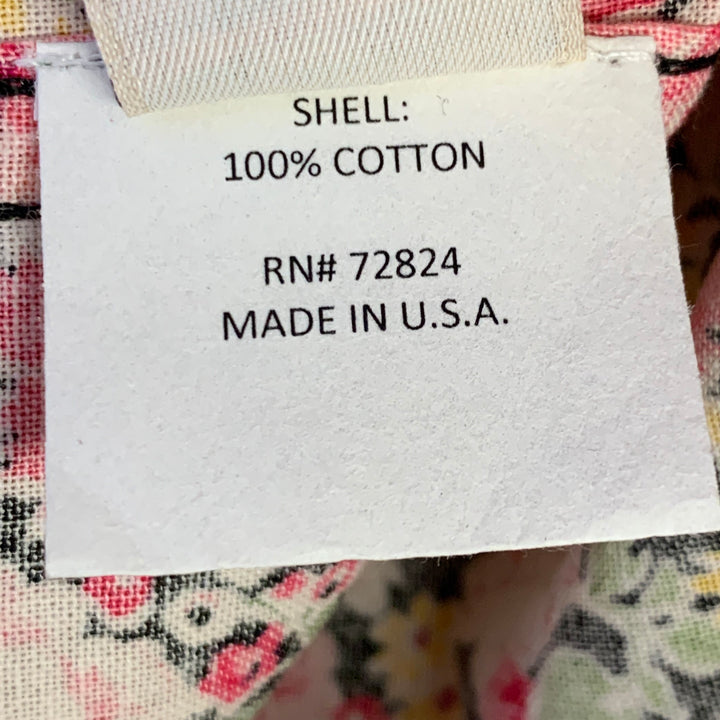 SHELL:
100% COTTON
RN# 72824
MADE IN U.S.A.